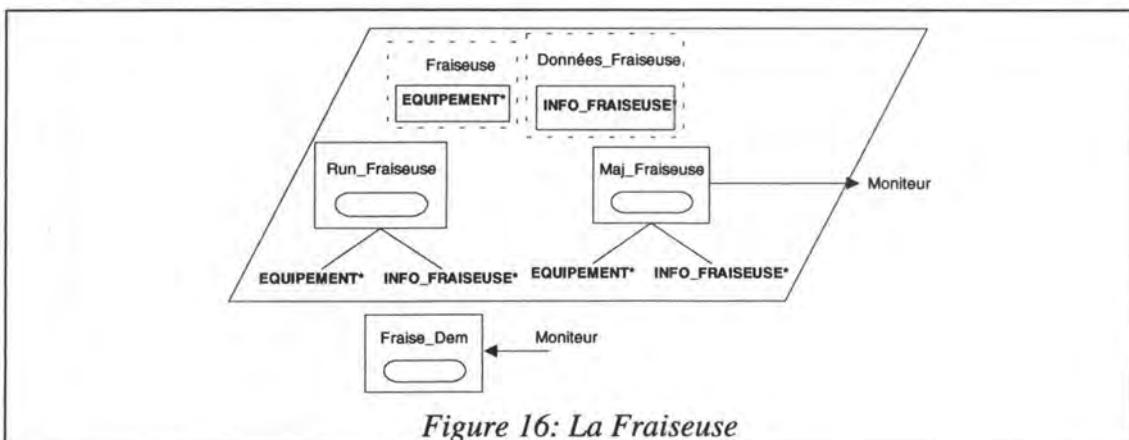 Fraiseuse
Données_Fraiseuse
EQUIPEMENT*
INFO_FRAISEUSE*
Run_Fraiseuse
Maj_Fraiseuse
Moniteur
EQUIPEMENT*
INFO_FRAISEUSE*
EQUIPEMENT*
INFO_FRAISEUSE*
Fraise_Dem
Moniteur
Figure 16: La Fraiseuse